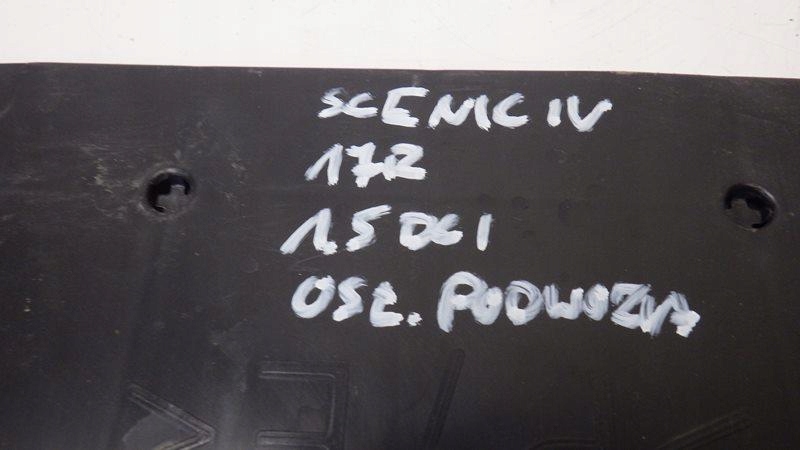 SCENIC IV
17R
1,5 DCI
OSŁ. PODWOZIA